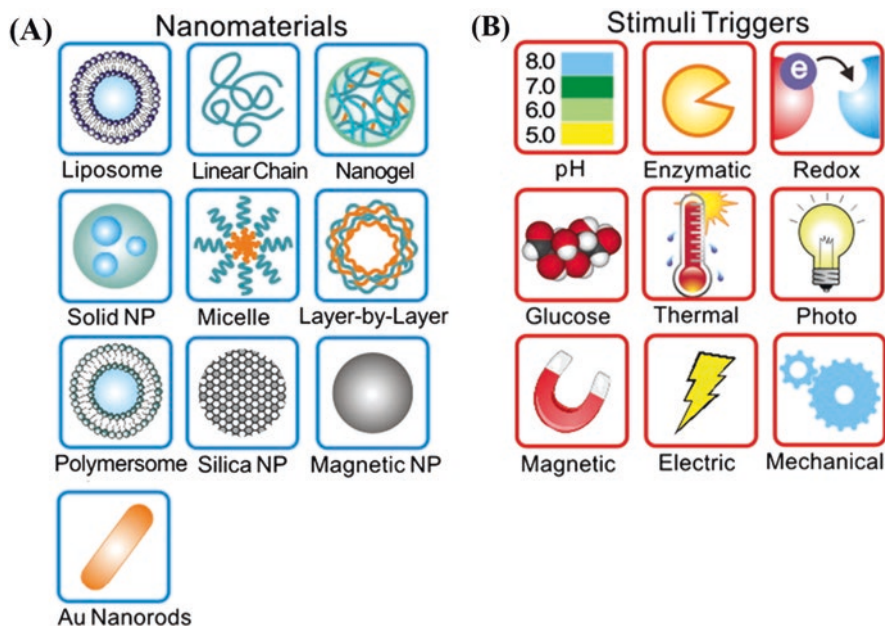 (A) Nanomaterials
Liposome Linear Chain Nanogel
Solid NP Micelle Layer-by-Layer
Polymersome Silica NP Magnetic NP
Au Nanorods
(B) Stimuli Triggers
8.0
7.0
6.0
5.0
e
pH Enzymatic Redox
Glucose Thermal Photo
Magnetic Electric Mechanical